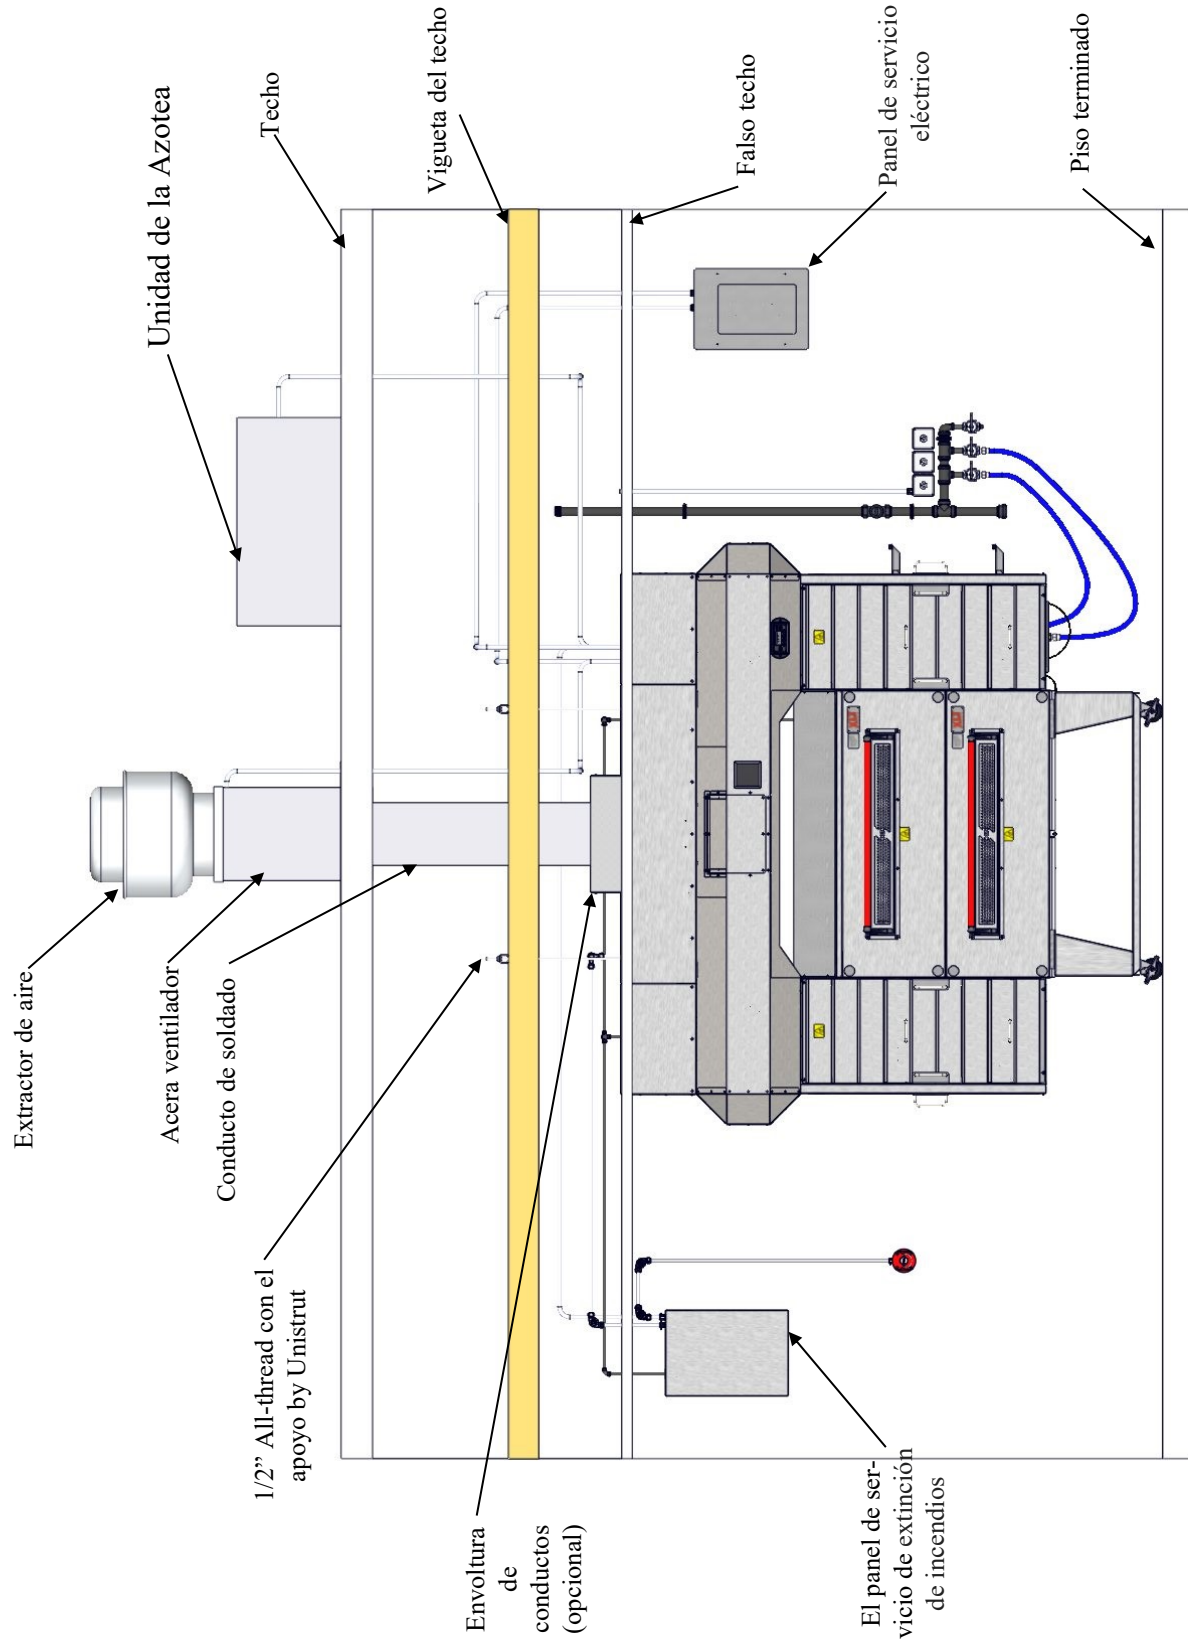 Extractor de aire
Acera ventilador
Conducto de soldado
1/2” All-thread con el
apoyo by Unistrut
Envoltura
de
conductos
(opcional)
El panel de ser-
vicio de extinción
de incendios
Unidad de la Azotea
Techo
Vigueta del techo
Falso techo
Panel de servicio
eléctrico
Piso terminado